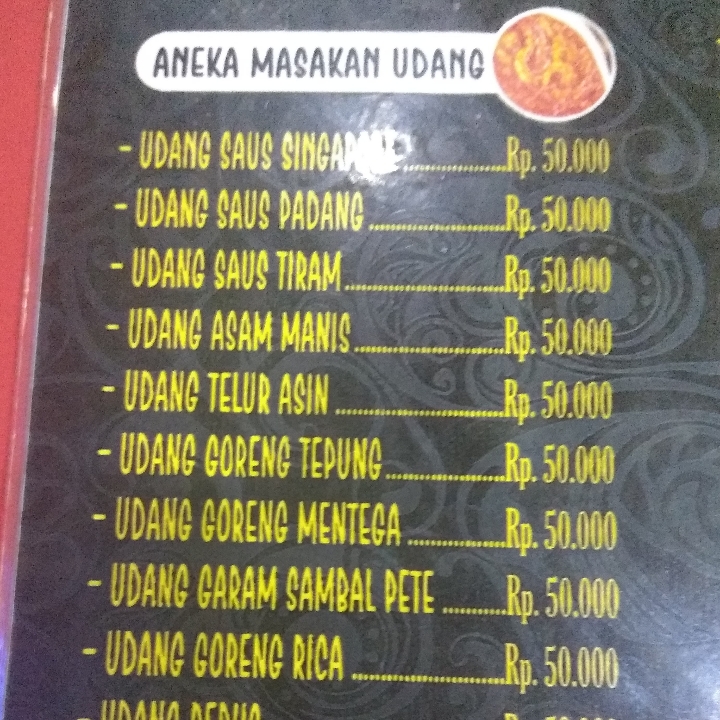 ANEKA MASAKAN UDANG
- UDANG SAUS SINGAPORE ..................Rp. 50.000
- UDANG SAUS PADANG ......................Rp. 50.000
- UDANG SAUS TIRAM..........................Rp. 50.000
- UDANG ASAM MANIS........................Rp. 50.000
- UDANG TELUR ASIN ...........................Rp. 50.000
- UDANG GORENG TEPUNG...................Rp. 50.000
- UDANG GORENG MENTEGA ................Rp. 50.000
- UDANG GARAM SAMBAL PETE ..........Rp. 50.000
- UDANG GORENG RICA .........................Rp. 50.000
- UDANG